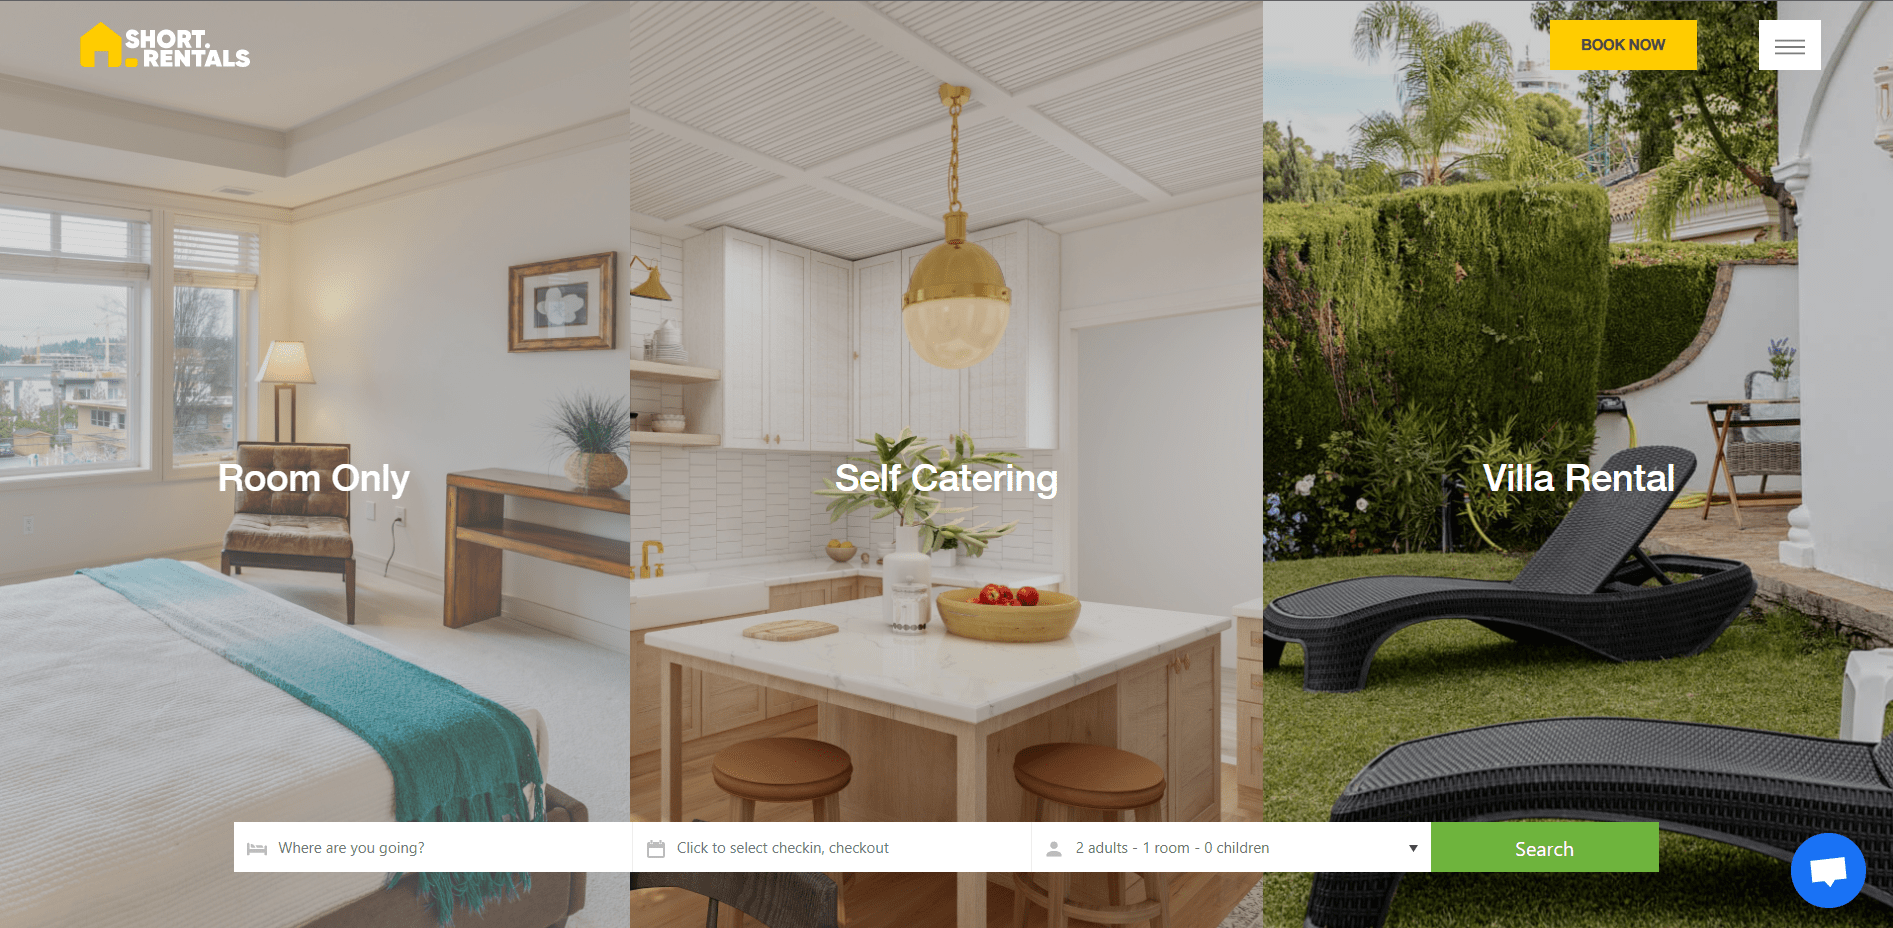 SHORT.
RENTALS
BOOK NOW
Room Only
Self Catering
Villa Rental
Where are you going?
Click to select checkin, checkout
2 adults - 1 room - 0 children
Search